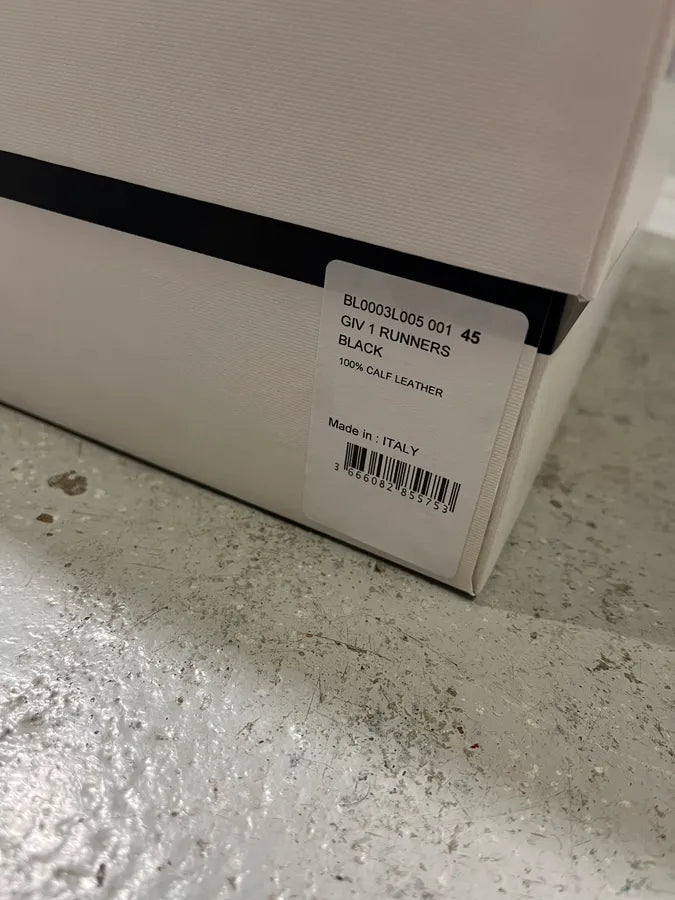 BL0003L005 001 45
GIV 1 RUNNERS
BLACK
100% CALF LEATHER
Made in : ITALY
3 666082 855753